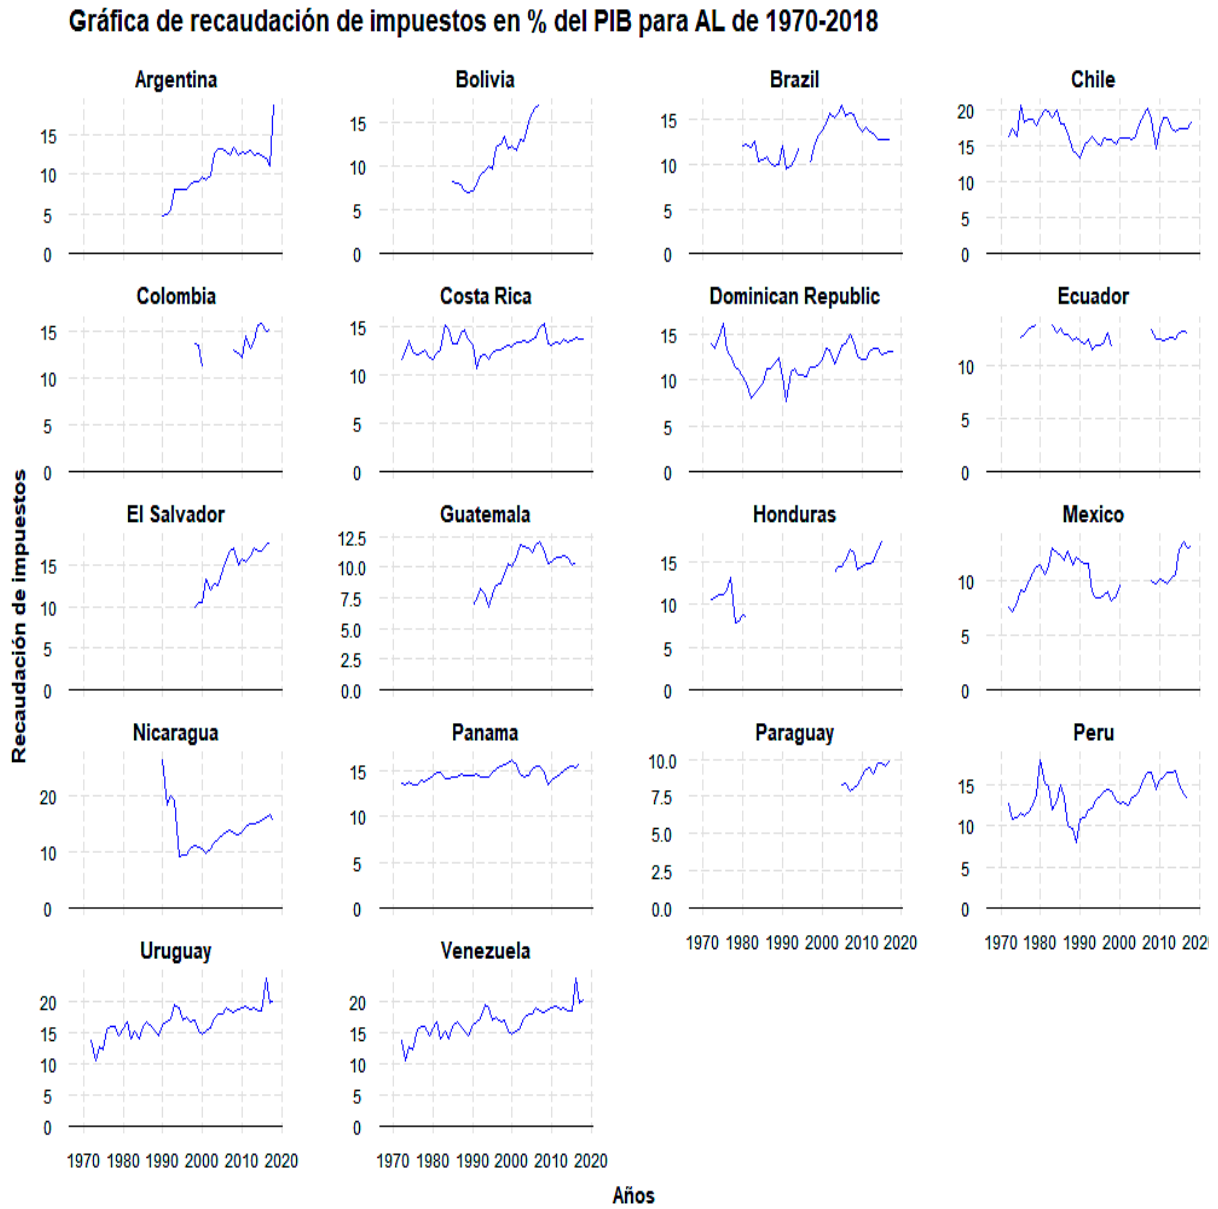 Gráfica de recaudación de impuestos en % del PIB para AL de 1970-2018
Argentina Bolivia Brazil Chile
15 15 15 20
10 10 10 15
5 5 5 10
0 0 0 5
0
Colombia Costa Rica Dominican Republic Ecuador
15 15 15 10
10 10 10 5
5 5 5 0
0 0 0
El Salvador Guatemala Honduras Mexico
15 12.5 15 10
10 10.0 10 5
5 7.5 5 0
0 5.0 0
2.5
0.0
Nicaragua Panama Paraguay Peru
20 15 10.0 15
10 10 7.5 10
0 5 5.0 5
0 2.5 0
0.0
1970 1980 1990 2000 2010 2020 1970 1980 1990 2000 2010 202
Uruguay Venezuela
20 20
15 15
10 10
5 5
0 0
1970 1980 1990 2000 2010 2020 1970 1980 1990 2000 2010 2020
Años
Recaudación de impuestos